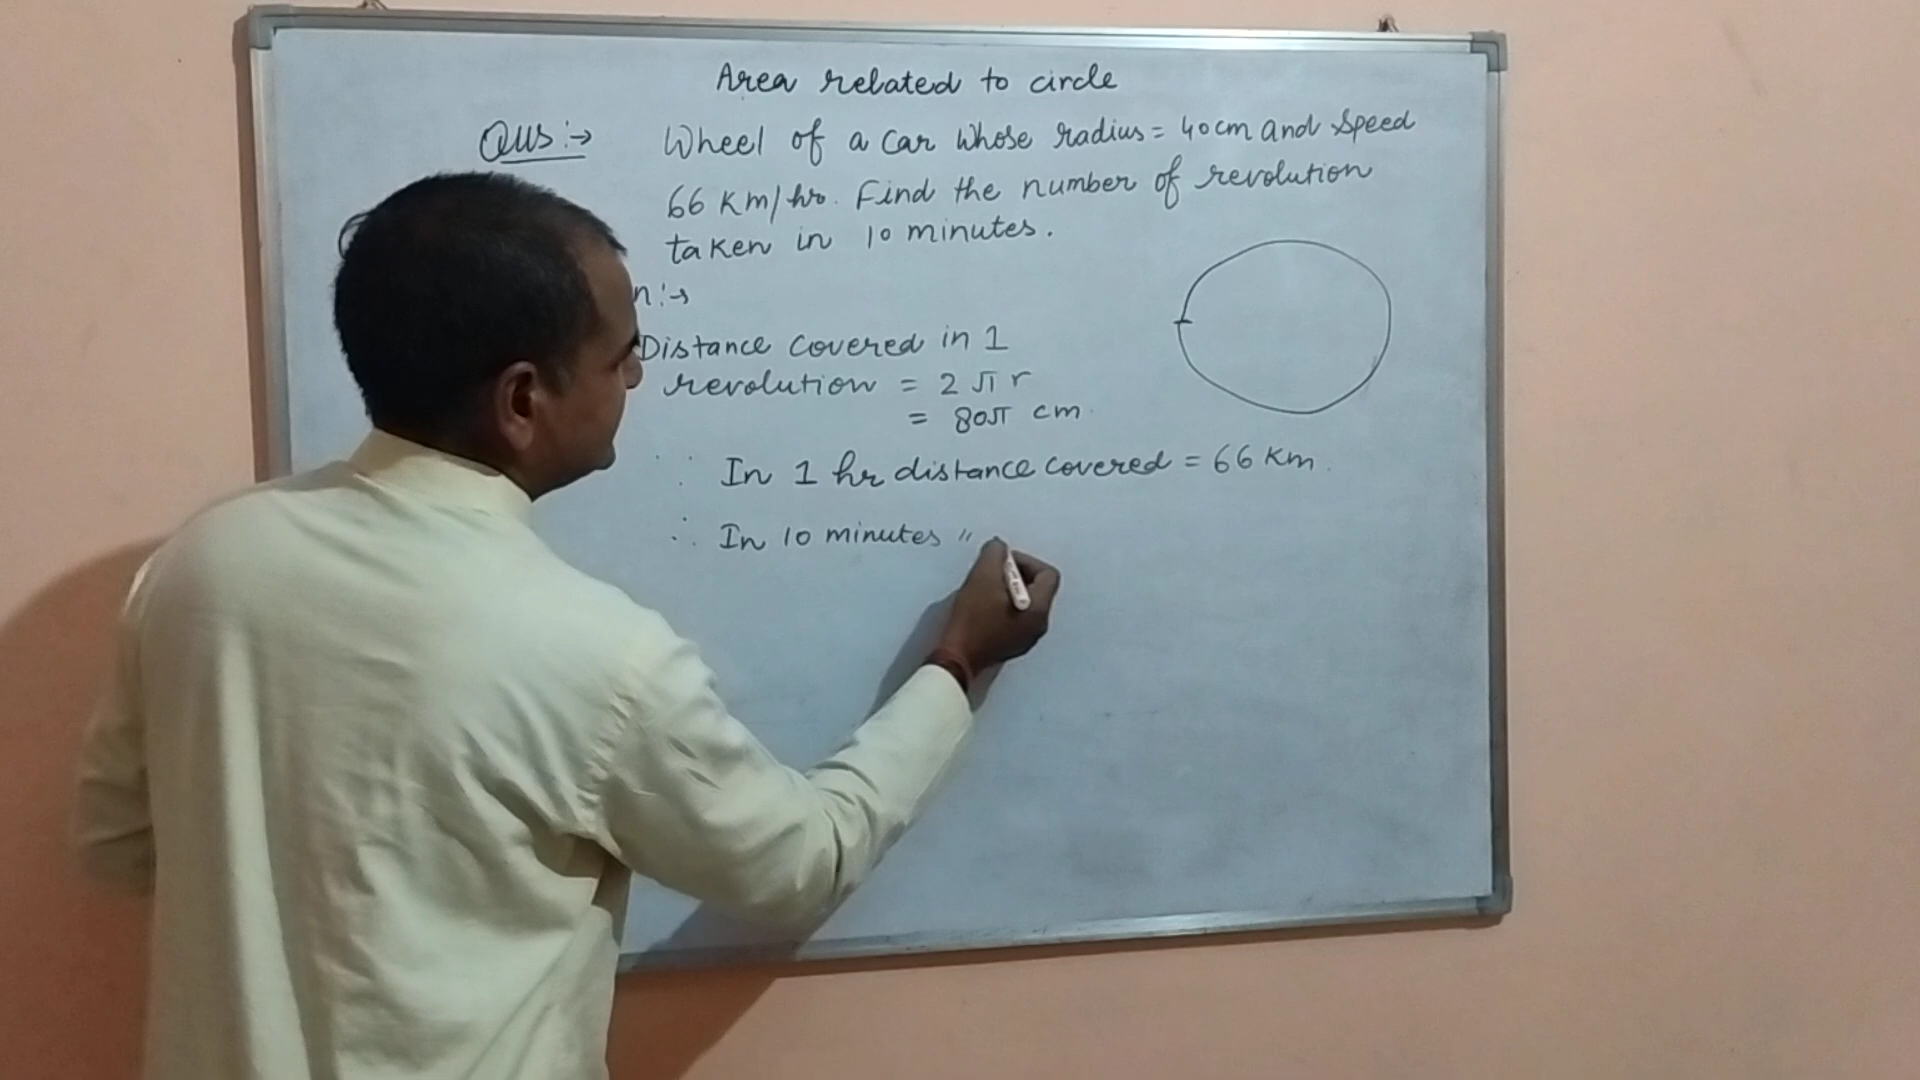 Area related to circle
Qus :→ Wheel of a car whose radius = 40cm and speed
66 Km/hr. Find the number of revolution
taken in 10 minutes.
n :→
Distance covered in 1
revolution = 2 π r
= 80π cm.
∵ In 1 hr distance covered = 66 Km.
∴ In 10 minutes "